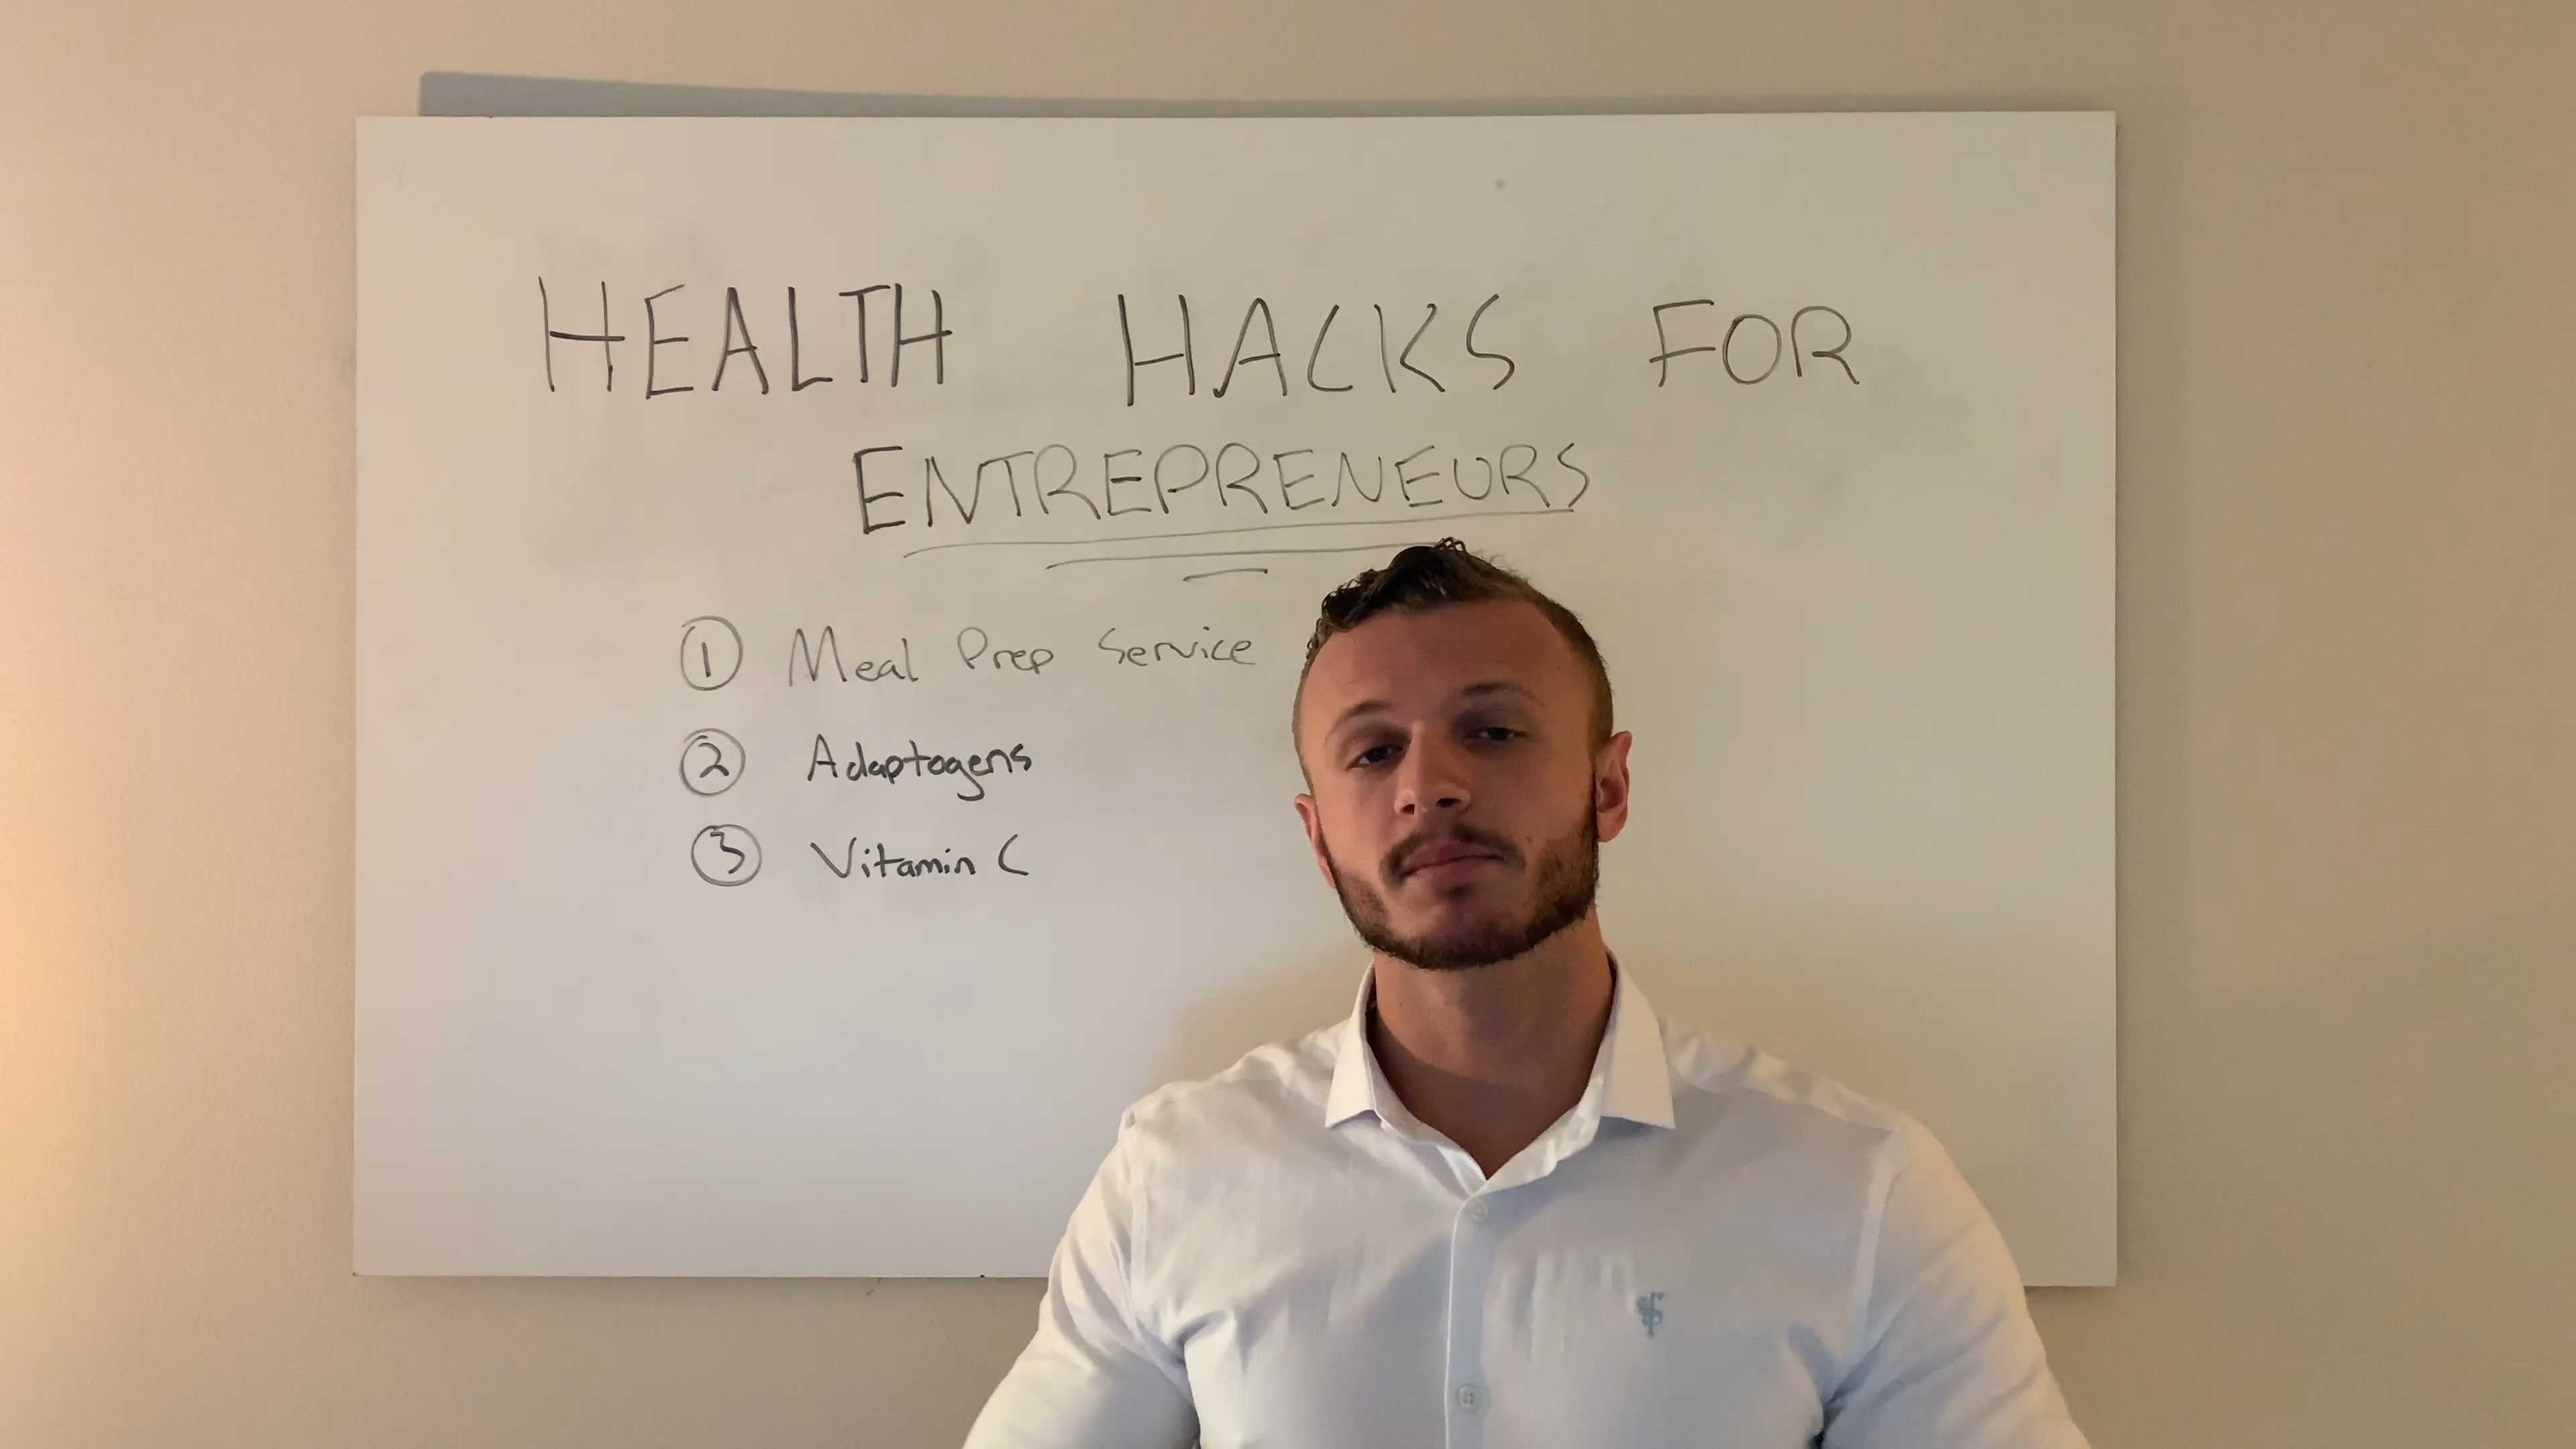 HEALTH HACKS FOR
ENTREPRENEURS
1 Meal Prep Service
2 Adaptogens
3 Vitamin C